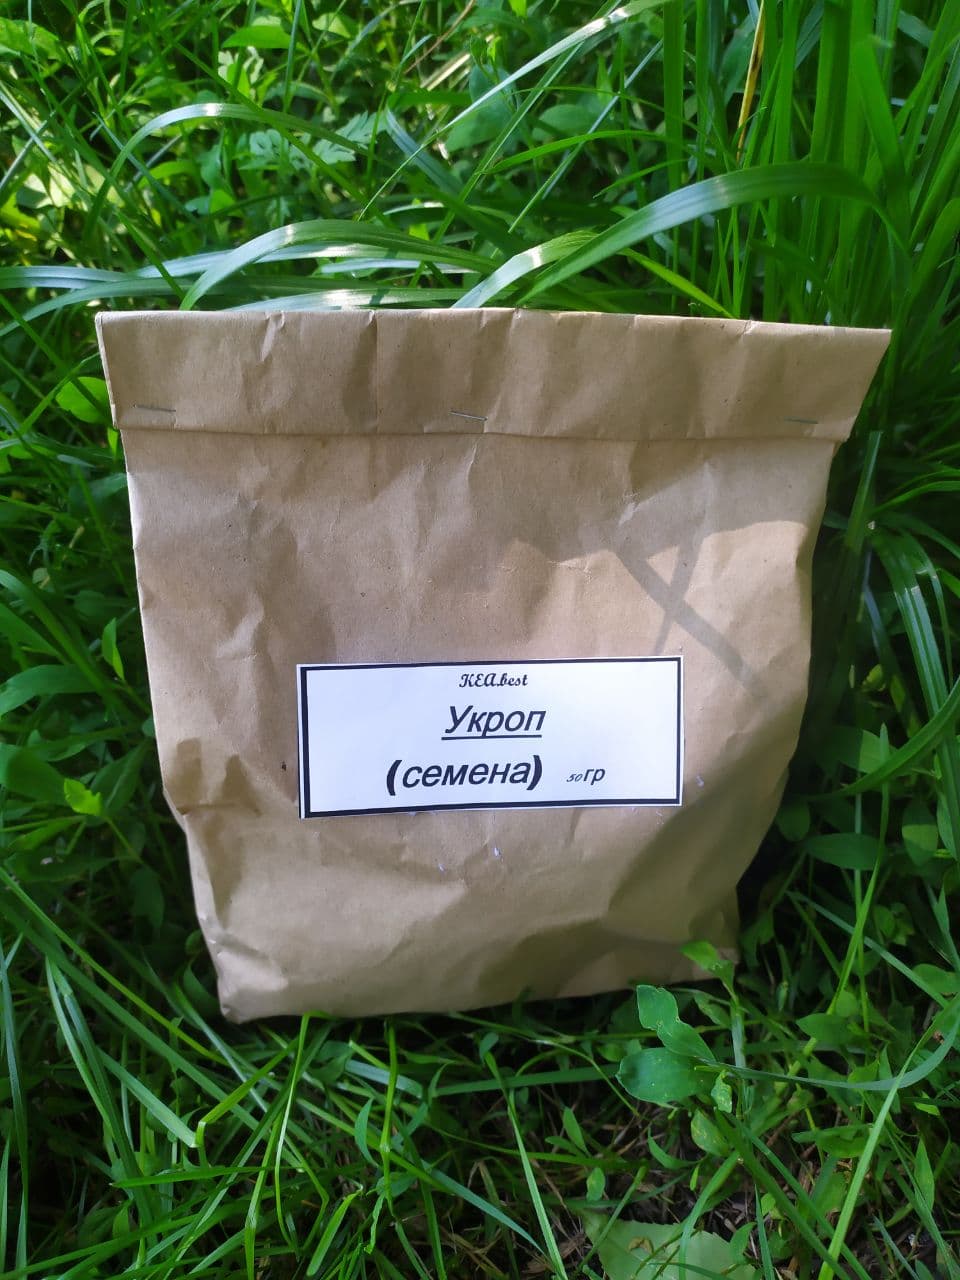 KEA.best
Укроп
(семена) 50гр